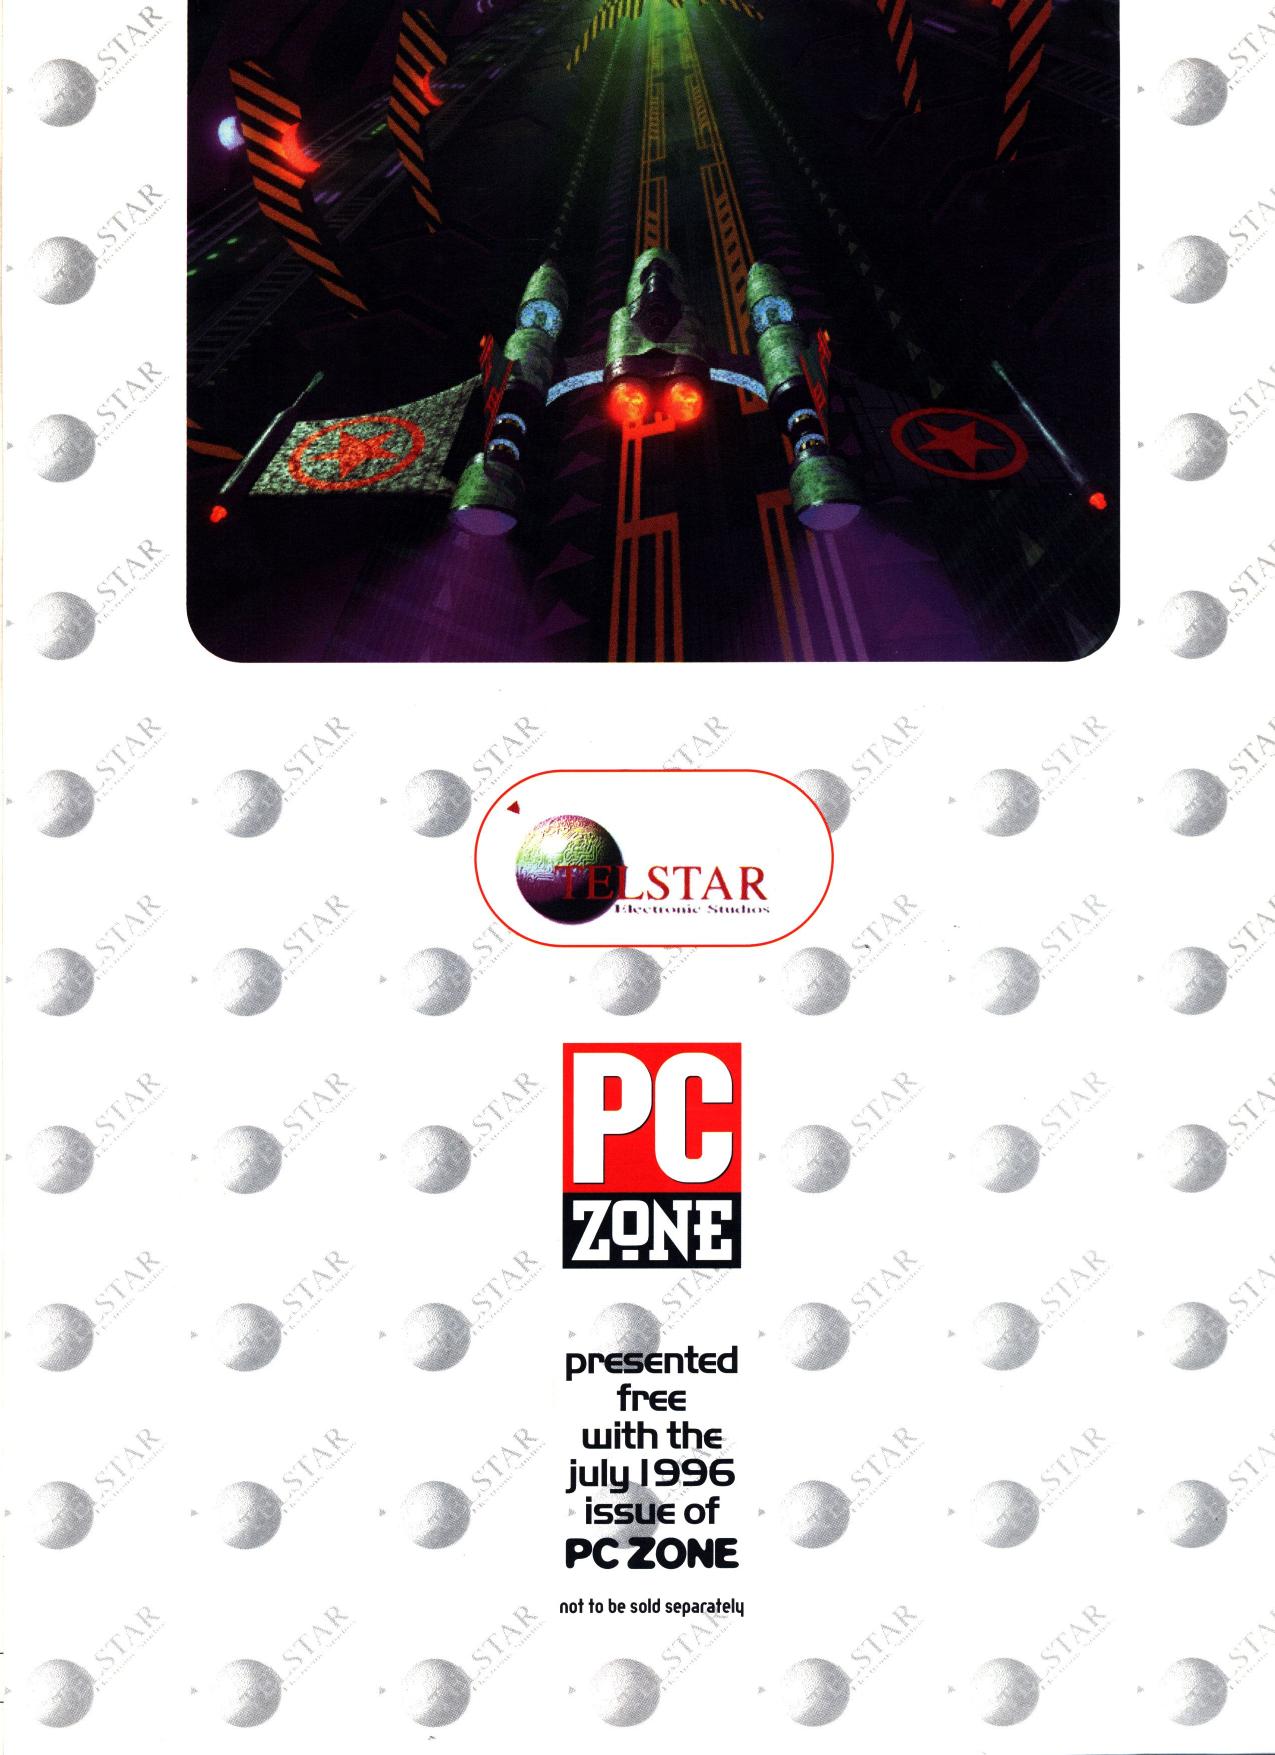 TELSTAR
Electronic Studios
PC
ZONE
presented
free
with the
july 1996
issue of
PC ZONE
not to be sold separately